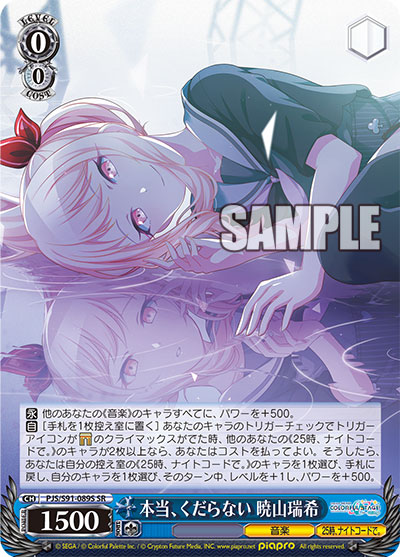 LEVEL
0
0
COST
SAMPLE
永 他のあなたの《音楽》のキャラすべてに、パワーを+500。
自 [手札を1枚控え室に置く] あなたのキャラのトリガーチェックでトリガー
アイコンが のクライマックスがでた時、他のあなたの《25時、ナイトコー
ドで。》のキャラが2枚以上なら、あなたはコストを払ってよい。そうしたら、
あなたは自分の控え室の《25時、ナイトコードで。》のキャラを1枚選び、手札に
戻し、自分のキャラを1枚選び、そのターン中、レベルを+1し、パワーを+1000。
CH PJS/S91-089S SR
POWER
1500
本当、くだらない 暁山瑞希
音楽
25時、ナイトコードで。
COLORFUL STAGE!
© SEGA / © Colorful Palette Inc. / © Crypton Future Media, INC. www.piapro.net piapro